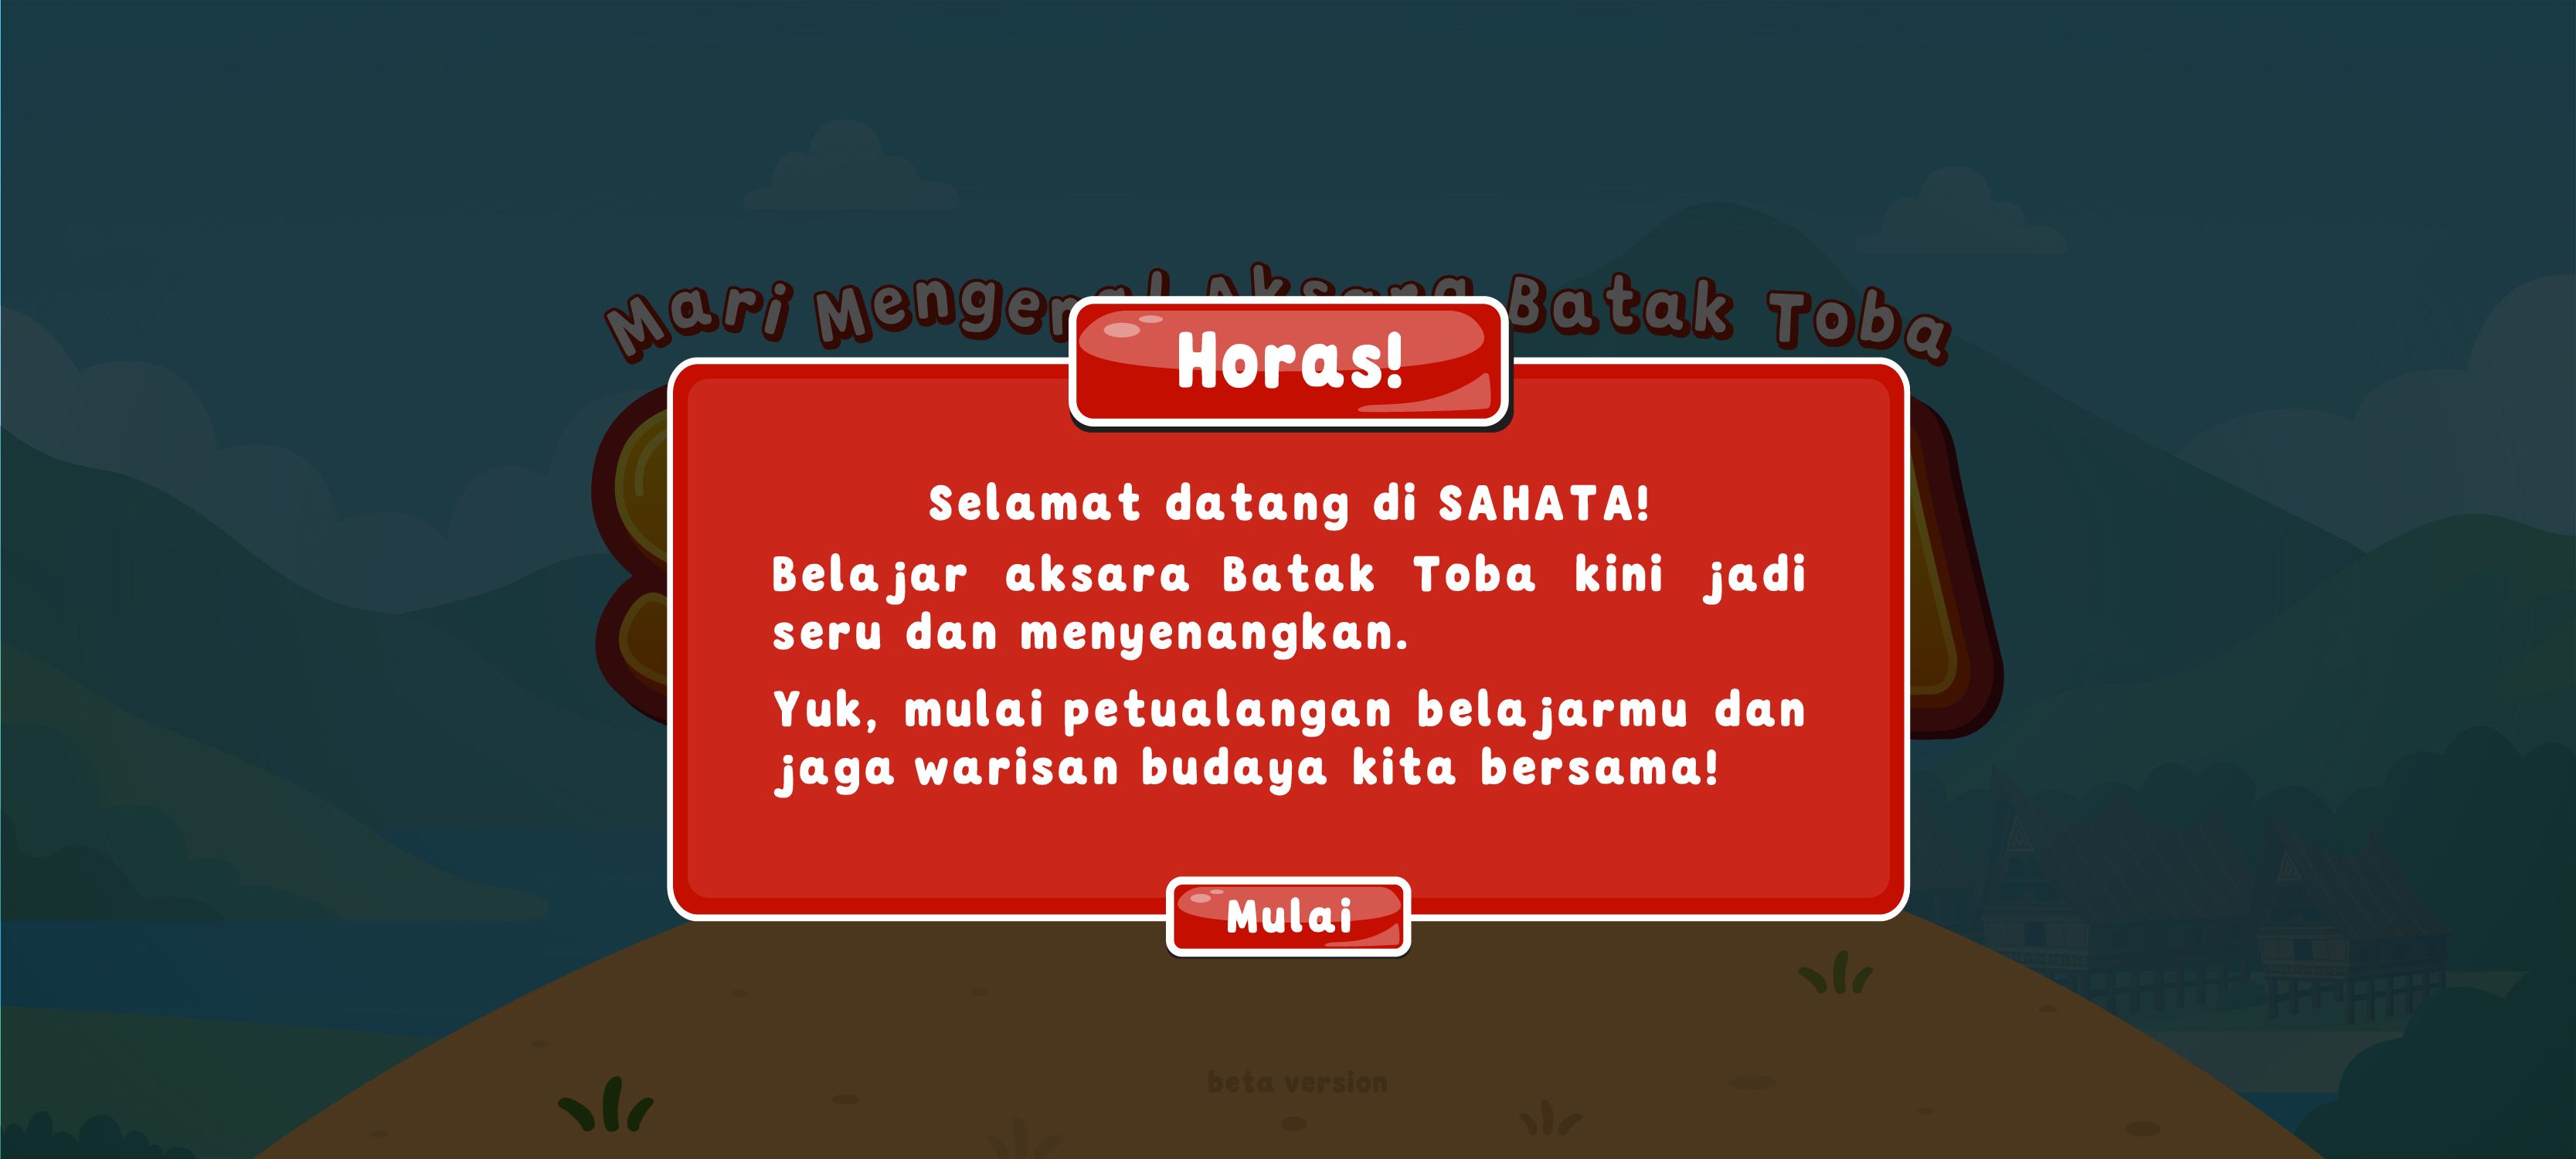 Mari Mengenal Aksara Batak Toba
Horas!
Selamat datang di SAHATA!
Belajar aksara Batak Toba kini jadi
seru dan menyenangkan.
Yuk, mulai petualangan belajarmu dan
jaga warisan budaya kita bersama!
Mulai
beta version